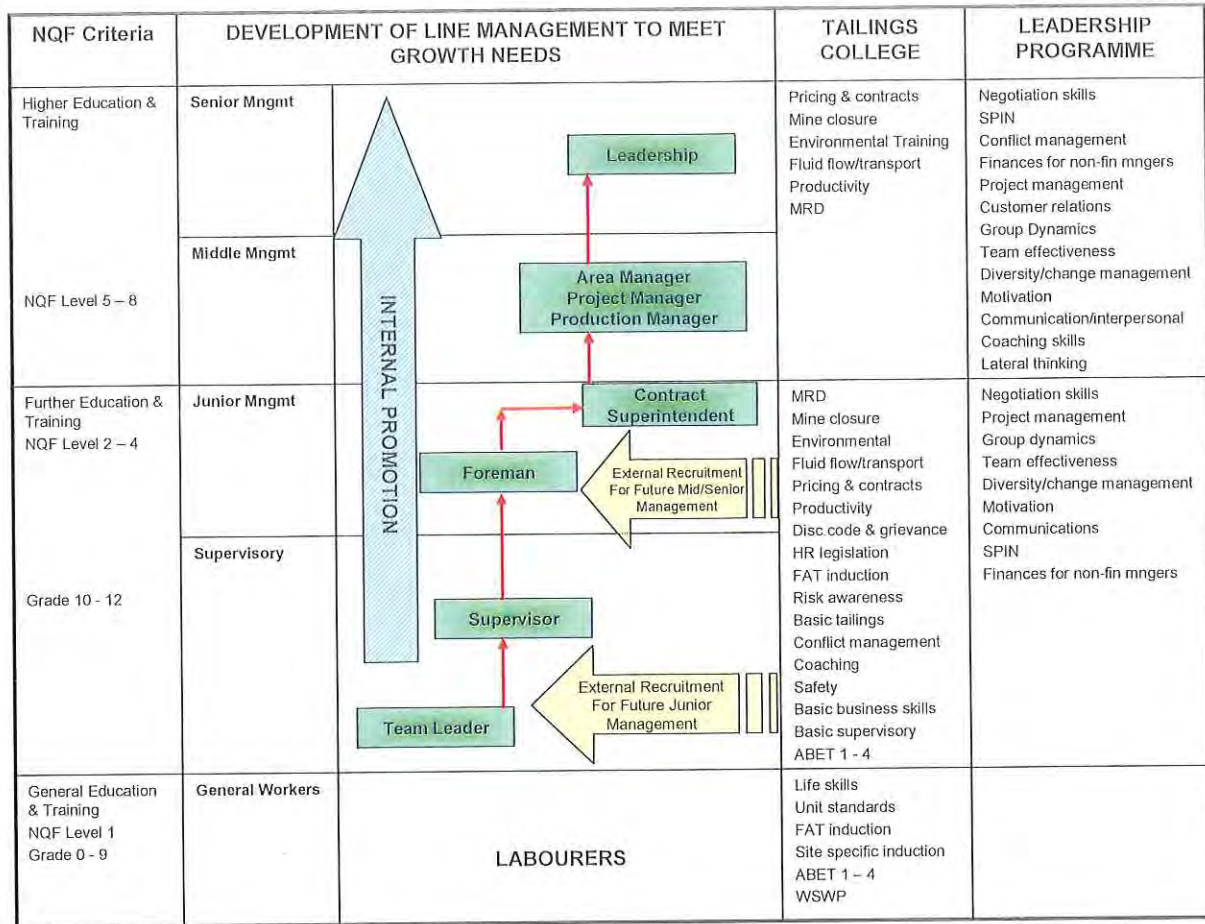 NQF Criteria
DEVELOPMENT OF LINE MANAGEMENT TO MEET
GROWTH NEEDS
TAILINGS
COLLEGE
LEADERSHIP
PROGRAMME
Higher Education &
Training
NQF Level 5 – 8
Senior Mngmt
Middle Mngmt
INTERNAL PROMOTION
Leadership
Area Manager
Project Manager
Production Manager
Pricing & contracts
Mine closure
Environmental Training
Fluid flow/transport
Productivity
MRD
Negotiation skills
SPIN
Conflict management
Finances for non-fin mngers
Project management
Customer relations
Group Dynamics
Team effectiveness
Diversity/change management
Motivation
Communication/interpersonal
Coaching skills
Lateral thinking
Further Education &
Training
NQF Level 2 – 4
Grade 10 - 12
Junior Mngmt
Supervisory
Contract
Superintendent
Foreman
External Recruitment
For Future Mid/Senior
Management
Supervisor
External Recruitment
For Future Junior
Management
Team Leader
MRD
Mine closure
Environmental
Fluid flow/transport
Pricing & contracts
Productivity
Disc code & grievance
HR legislation
FAT induction
Risk awareness
Basic tailings
Conflict management
Coaching
Safety
Basic business skills
Basic supervisory
ABET 1 - 4
Negotiation skills
Project management
Group dynamics
Team effectiveness
Diversity/change management
Motivation
Communications
SPIN
Finances for non-fin mngers
General Education
& Training
NQF Level 1
Grade 0 - 9
General Workers
LABOURERS
Life skills
Unit standards
FAT induction
Site specific induction
ABET 1 – 4
WSWP